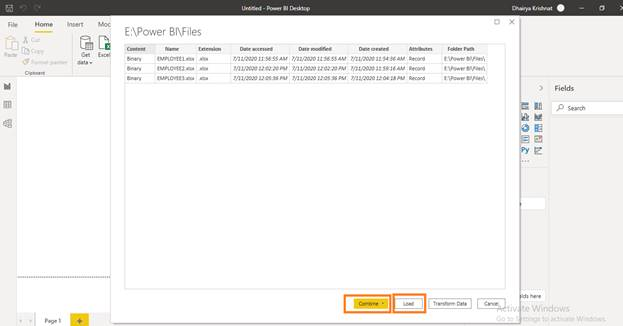 Untitled - Power BI Desktop
Dhairya Krishnat
File Home Insert
Cut
Copy
Format painter
Paste
Clipboard
Get
data
Excel
E:\Power BI\Files
Content Name Extension Date accessed Date modified Date created Attributes Folder Path
Binary EMPLOYEE1.xlsx .xlsx 7/11/2020 11:56:55 AM 7/11/2020 11:56:55 AM 7/11/2020 11:54:36 AM Record E:\Power BI\Files\
Binary EMPLOYEE2.xlsx .xlsx 7/11/2020 12:02:20 PM 7/11/2020 12:02:20 PM 7/11/2020 11:59:16 AM Record E:\Power BI\Files\
Binary EMPLOYEE3.xlsx .xlsx 7/11/2020 12:05:36 PM 7/11/2020 12:05:36 PM 7/11/2020 12:04:18 PM Record E:\Power BI\Files\
Fields
Search
Py
Combine Load Transform Data Cancel
elds here
Activate Windows
Go to Settings to activate Windows.
Page 1